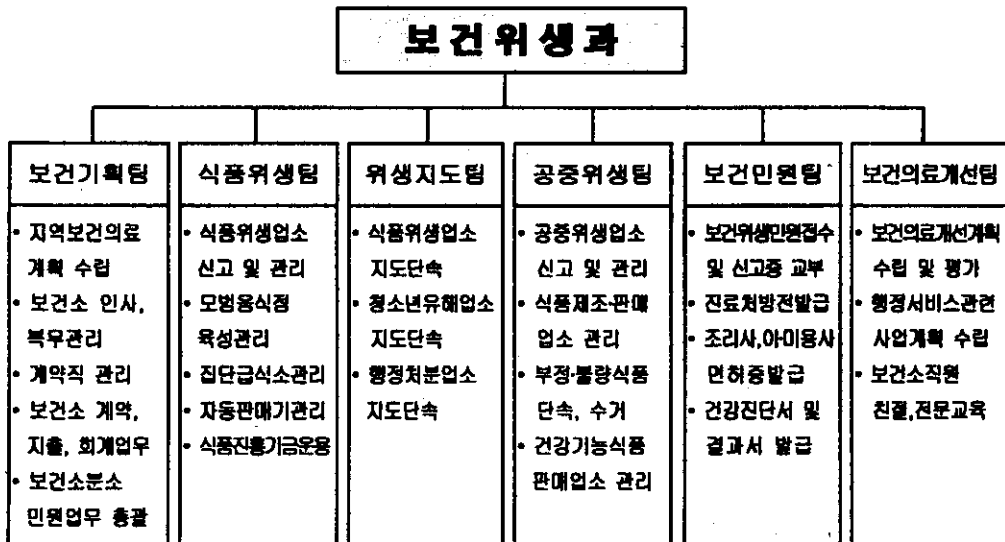 보건위생과
보건기획팀
• 지역보건의료
계획 수립
• 보건소 인사,
복무관리
• 계약직 관리
• 보건소 계약,
지출, 회계업무
• 보건소분소
민원업무 총괄
식품위생팀
• 식품위생업소
신고 및 관리
• 모범음식점
육성관리
• 집단급식소관리
• 자동판매기관리
• 식품진흥기금운용
위생지도팀
• 식품위생업소
지도단속
• 청소년유해업소
지도단속
• 행정처분업소
지도단속
공중위생팀
• 공중위생업소
신고 및 관리
• 식품제조·판매
업소 관리
• 부정·불량식품
단속, 수거
• 건강기능식품
판매업소 관리
보건민원팀
• 보건위생민원접수
및 신고증 교부
• 진료처방전발급
• 조리사,이·미용사
면허증발급
• 건강진단서 및
결과서 발급
보건의료개선팀
• 보건의료개선계획
수립 및 평가
• 행정서비스관련
사업계획 수립
• 보건소직원
친절,전문교육